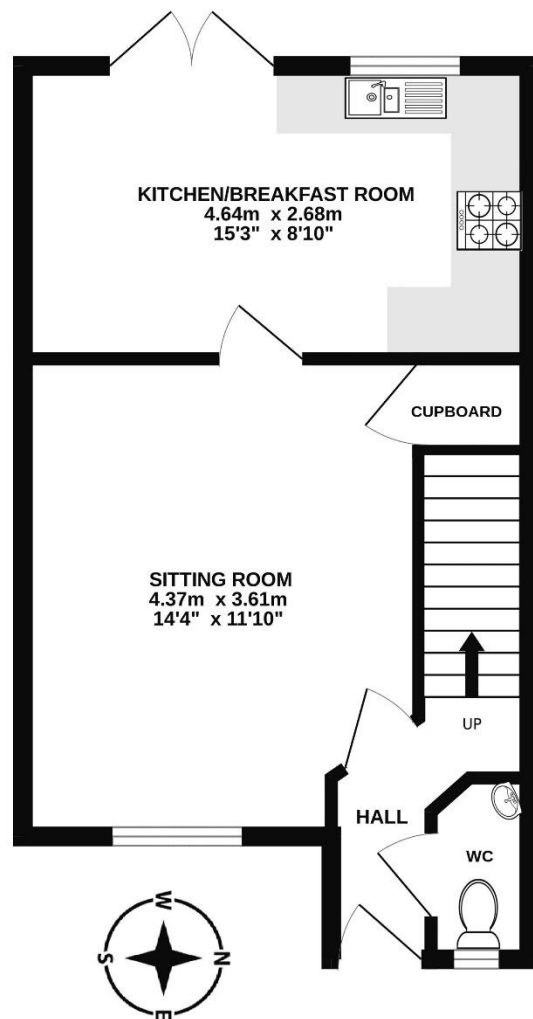 KITCHEN/BREAKFAST ROOM
4.64m x 2.68m
15'3" x 8'10"
CUPBOARD
SITTING ROOM
4.37m x 3.61m
14'4" x 11'10"
UP
HALL
WC
W
S
N
E